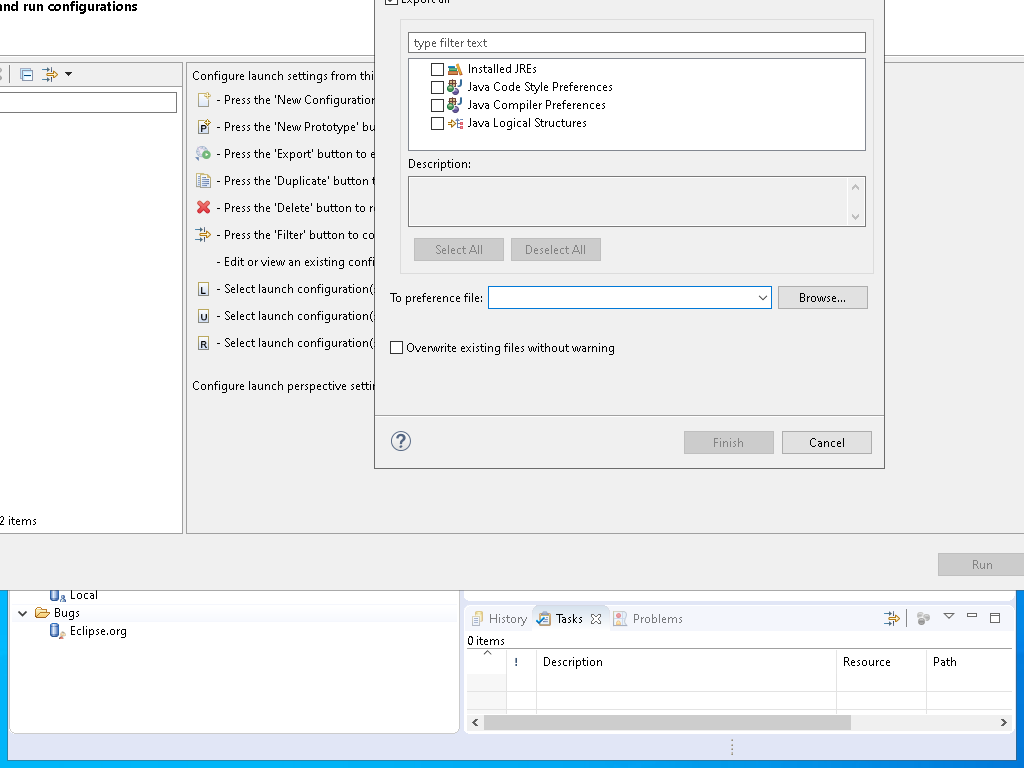 and run configurations
Export all
type filter text
Installed JREs
Java Code Style Preferences
Java Compiler Preferences
Java Logical Structures
Description:
Select All
Deselect All
To preference file:
Browse...
Overwrite existing files without warning
Finish
Cancel
Configure launch settings from thi
- Press the 'New Configuration
- Press the 'New Prototype' bu
- Press the 'Export' button to e
- Press the 'Duplicate' button t
- Press the 'Delete' button to r
- Press the 'Filter' button to co
- Edit or view an existing confi
- Select launch configuration(
- Select launch configuration(
- Select launch configuration(
Configure launch perspective settin
2 items
Run
Local
Bugs
Eclipse.org
History
Tasks
Problems
0 items
! Description Resource Path